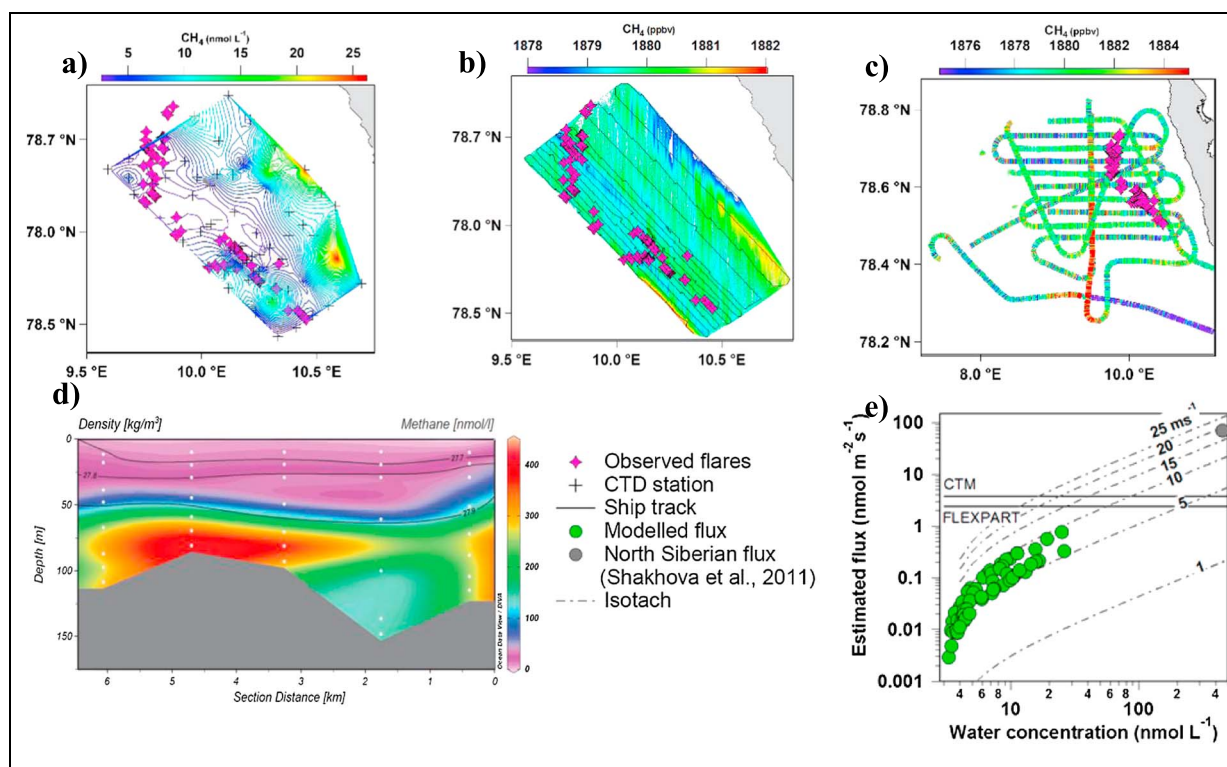 a)
CH4 (nmol L-1)
5 10 15 20 25
78.7 °N
78.0 °N
78.5 °N
9.5 °E 10.0 °E 10.5 °E
b)
CH4 (ppbv)
1878 1879 1880 1881 1882
78.7 °N
78.0 °N
78.5 °N
9.5 °E 10.0 °E 10.5 °E
c)
CH4 (ppbv)
1876 1878 1880 1882 1884
78.8 °N
78.6 °N
78.4 °N
78.2 °N
8.0 °E 10.0 °E
d)
Density [kg/m³] Methane [nmol/l]
0
50
100
150
Depth [m]
27.7
27.8
27.9
6 5 4 3 2 1 0
Section Distance [km]
Ocean Data View / DIVA
400
300
200
100
0
Observed flares
CTD station
Ship track
Modelled flux
North Siberian flux
(Shakhova et al., 2011)
Isotach
e)
Estimated flux (nmol m-2 s-1)
100
10
1
0.1
0.01
0.001
25 ms-1
20
15
10
5
1
CTM
FLEXPART
4 6 8 10 2 4 6 8 100 2 4
Water concentration (nmol L-1)